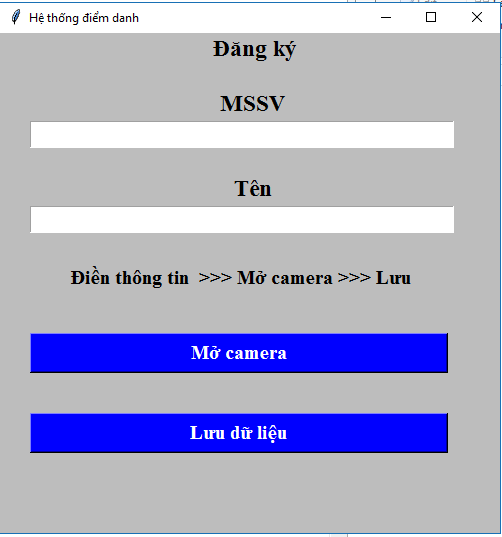 Hệ thống điểm danh
Đăng ký
MSSV
Tên
Điền thông tin >>> Mở camera >>> Lưu
Mở camera
Lưu dữ liệu